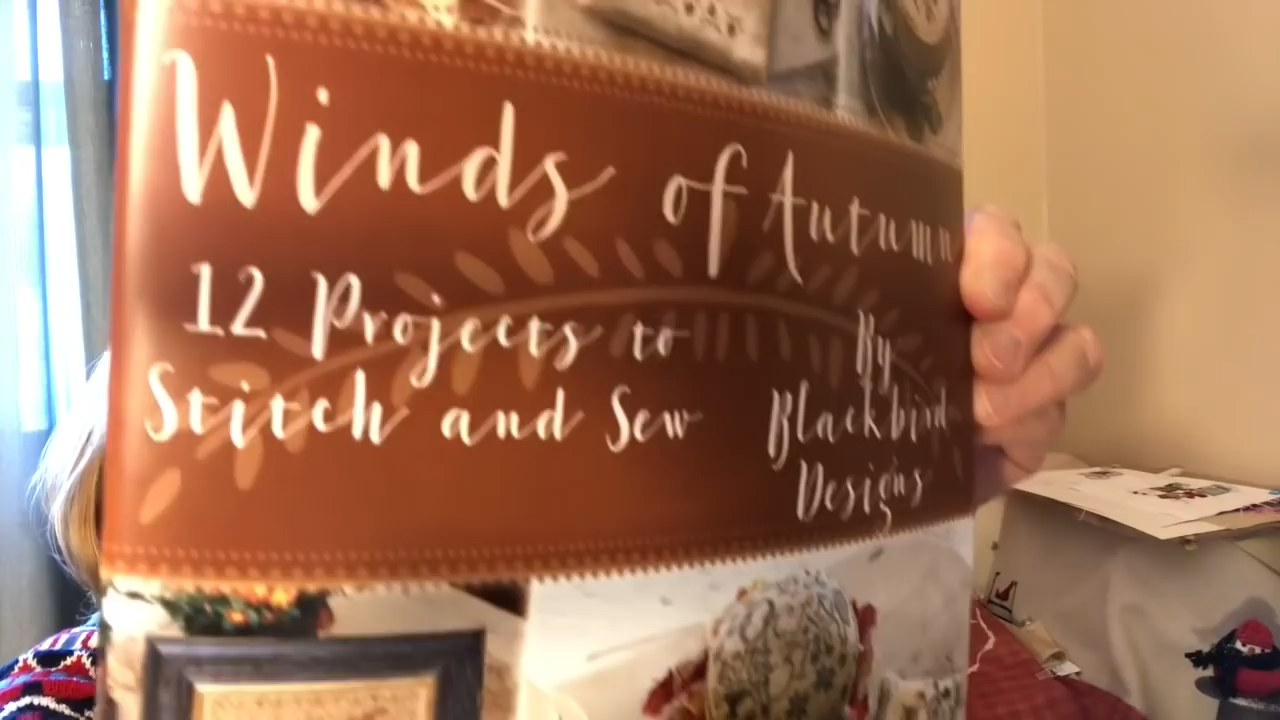 Winds of Autumn
12 Projects to
Stitch and Sew
By
Blackbird
Designs